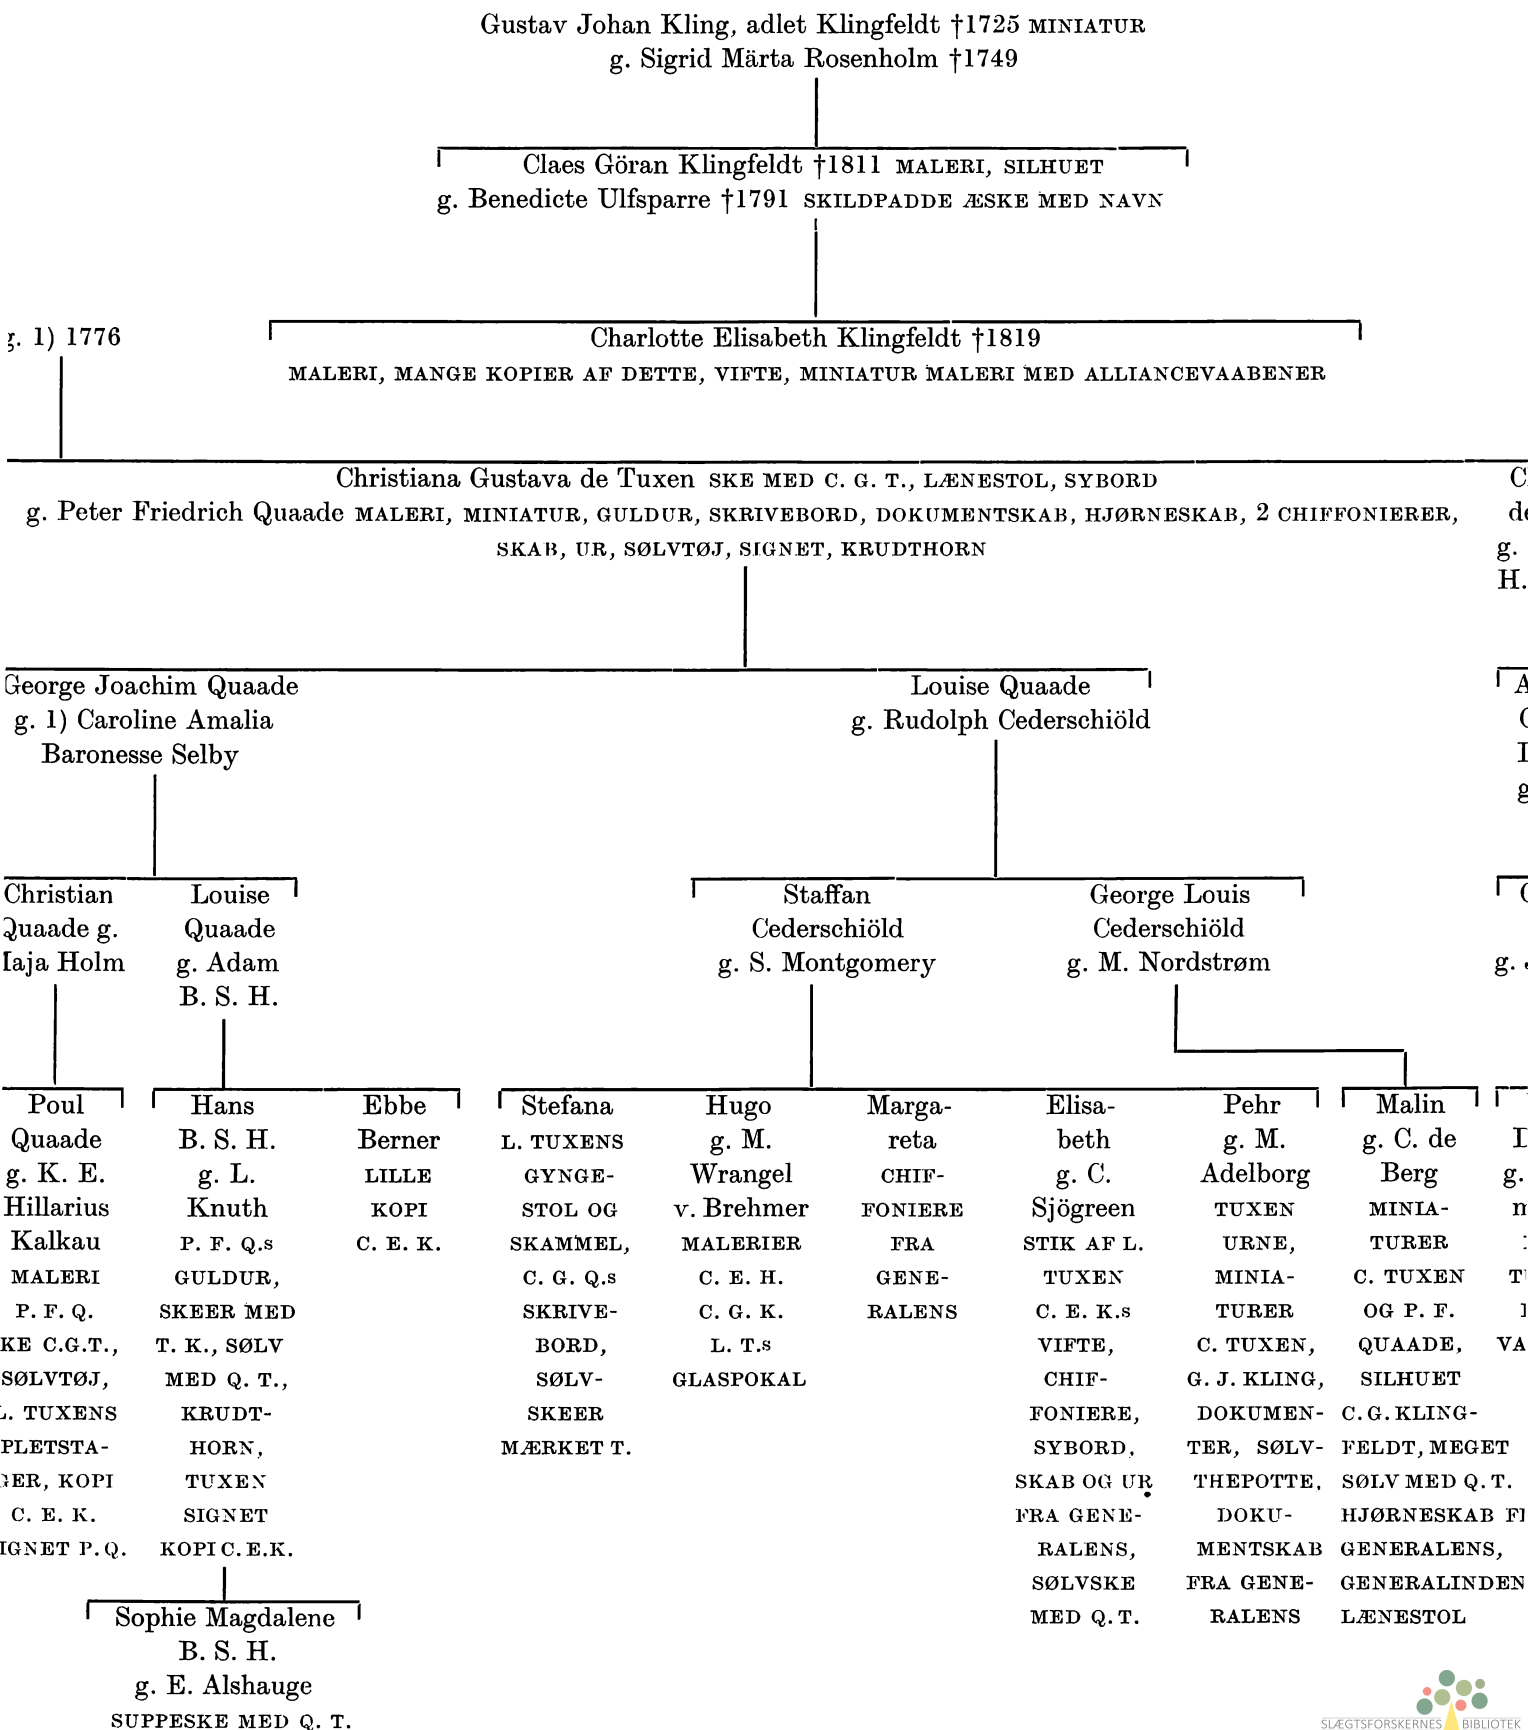 Gustav Johan Kling, adlet Klingfeldt †1725 MINIATUR
g. Sigrid Märta Rosenholm †1749
Claes Göran Klingfeldt †1811 MALERI, SILHUET
g. Benedicte Ulfsparre †1791 SKILDPADDE ÆSKE MED NAVN
g. 1) 1776
Charlotte Elisabeth Klingfeldt †1819
MALERI, MANGE KOPIER AF DETTE, VIFTE, MINIATUR MALERI MED ALLIANCEVAABENER
Christiana Gustava de Tuxen SKE MED C. G. T., LÆNESTOL, SYBORD
g. Peter Friedrich Quaade MALERI, MINIATUR, GULDUR, SKRIVEBORD, DOKUMENTSKAB, HJØRNESKAB, 2 CHIFFONIERER,
SKAB, UR, SØLVTØJ, SIGNET, KRUDTHORN
g.
H.
George Joachim Quaade
g. 1) Caroline Amalia
Baronesse Selby
Louise Quaade
g. Rudolph Cederschiöld
Christian
Quaade g.
Maja Holm
Louise
Quaade
g. Adam
B. S. H.
Staffan
Cederschiöld
g. S. Montgomery
George Louis
Cederschiöld
g. M. Nordstrøm
g.
Poul
Quaade
g. K. E.
Hillarius
Kalkau
MALERI
P. F. Q.
KE C.G.T.,
SØLVTØJ,
L. TUXENS
PLETSTA-
GER, KOPI
C. E. K.
IGNET P.Q.
Hans
B. S. H.
g. L.
Knuth
P. F. Q.s
GULDUR,
SKEER MED
T. K., SØLV
MED Q. T.,
KRUDT-
HORN,
TUXEN
SIGNET
KOPI C.E.K.
Ebbe
Berner
LILLE
KOPI
C. E. K.
Stefana
L. TUXENS
GYNGE-
STOL OG
SKAMMEL,
C. G. Q.s
SKRIVE-
BORD,
SØLV-
SKEER
MÆRKET T.
Hugo
g. M.
Wrangel
v. Brehmer
MALERIER
C. E. H.
C. G. K.
L. T.s
GLASPOKAL
Marga-
reta
CHIF-
FONIERE
FRA
GENE-
RALENS
Elisa-
beth
g. C.
Sjögreen
STIK AF L.
TUXEN
C. E. K.s
VIFTE,
CHIF-
FONIERE,
SYBORD,
SKAB OG UR
FRA GENE-
RALENS,
SØLVSKE
MED Q. T.
Pehr
g. M.
Adelborg
TUXEN
URNE,
MINIA-
TURER
C. TUXEN,
G. J. KLING,
DOKUMEN-
TER, SØLV-
THEPOTTE,
DOKU-
MENTSKAB
FRA GENE-
RALENS
Malin
g. C. de
Berg
MINIA-
TURER
C. TUXEN
OG P. F.
QUAADE,
SILHUET
C. G. KLING-
FELDT, MEGET
SØLV MED Q. T.
HJØRNESKAB
GENERALENS,
GENERALINDEN
LÆNESTOL
g.
VA
Sophie Magdalene
B. S. H.
g. E. Alshauge
SUPPESKE MED Q. T.
SLÆGTSFORSKERNES BIBLIOTEK